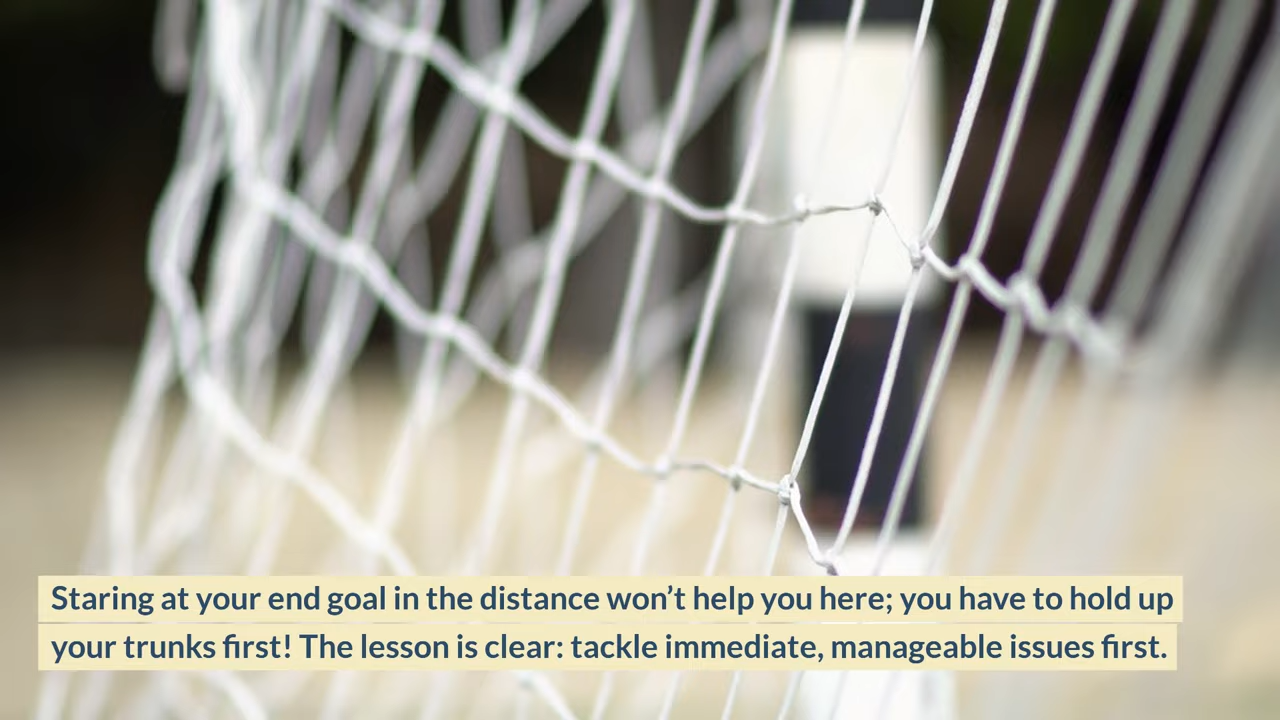 Staring at your end goal in the distance won’t help you here; you have to hold up
your trunks first! The lesson is clear: tackle immediate, manageable issues first.